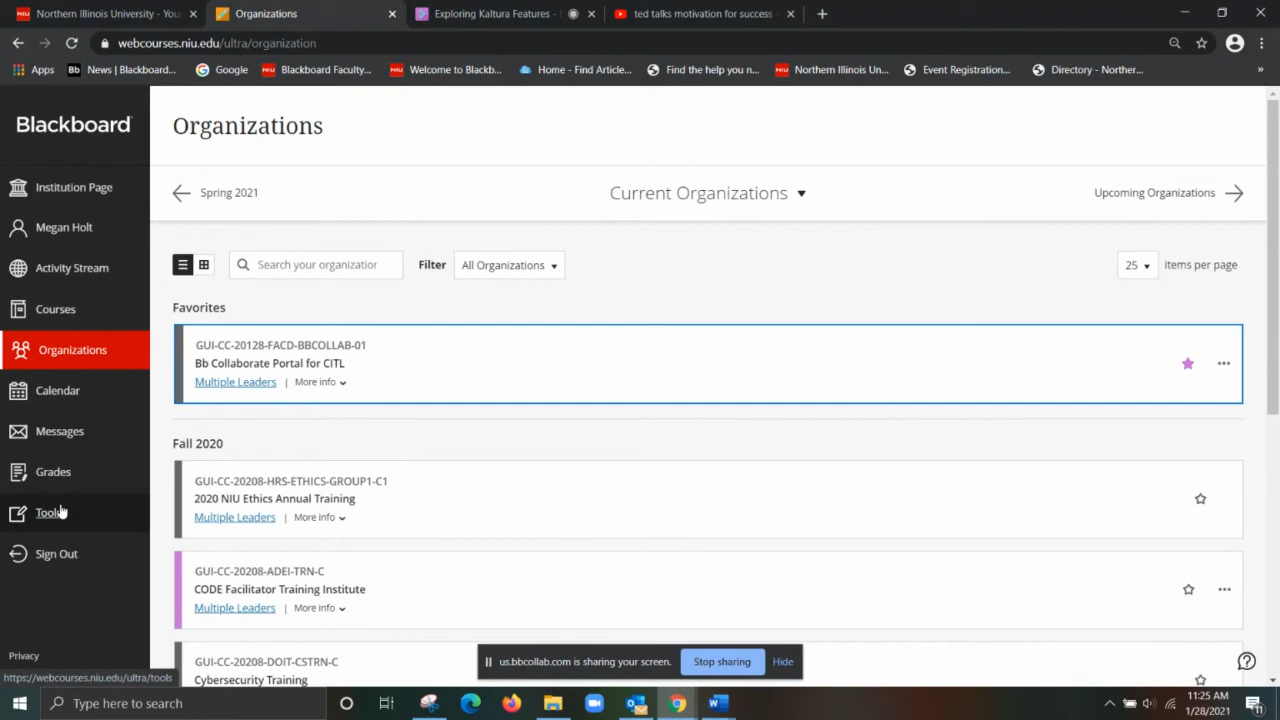 Northern Illinois University - You
Organizations
Exploring Kaltura Features -
ted talks motivation for success
webcourses.niu.edu/ultra/organization
Apps
Bb News | Blackboard...
Google
NIU Blackboard Faculty...
NIU Welcome to Blackb...
Home - Find Article...
Find the help you n...
NIU Northern Illinois Un...
Event Registration...
Directory - Norther...
»
Blackboard
Institution Page
Megan Holt
Activity Stream
Courses
Organizations
Calendar
Messages
Grades
Tools
Sign Out
Privacy
https://webcourses.niu.edu/ultra/tools
Organizations
Spring 2021
Current Organizations
Upcoming Organizations
Search your organization
Filter
All Organizations
25
items per page
Favorites
GUI-CC-20128-FACD-BBCOLLAB-01
Bb Collaborate Portal for CITL
Multiple Leaders | More info
Fall 2020
GUI-CC-20208-HRS-ETHICS-GROUP1-C1
2020 NIU Ethics Annual Training
Multiple Leaders | More info
GUI-CC-20208-ADEI-TRN-C
CODE Facilitator Training Institute
Multiple Leaders | More info
GUI-CC-20208-DOIT-CSTRN-C
Cybersecurity Training
us.bbcollab.com is sharing your screen.
Stop sharing
Hide
Type here to search
11:25 AM
1/28/2021
11